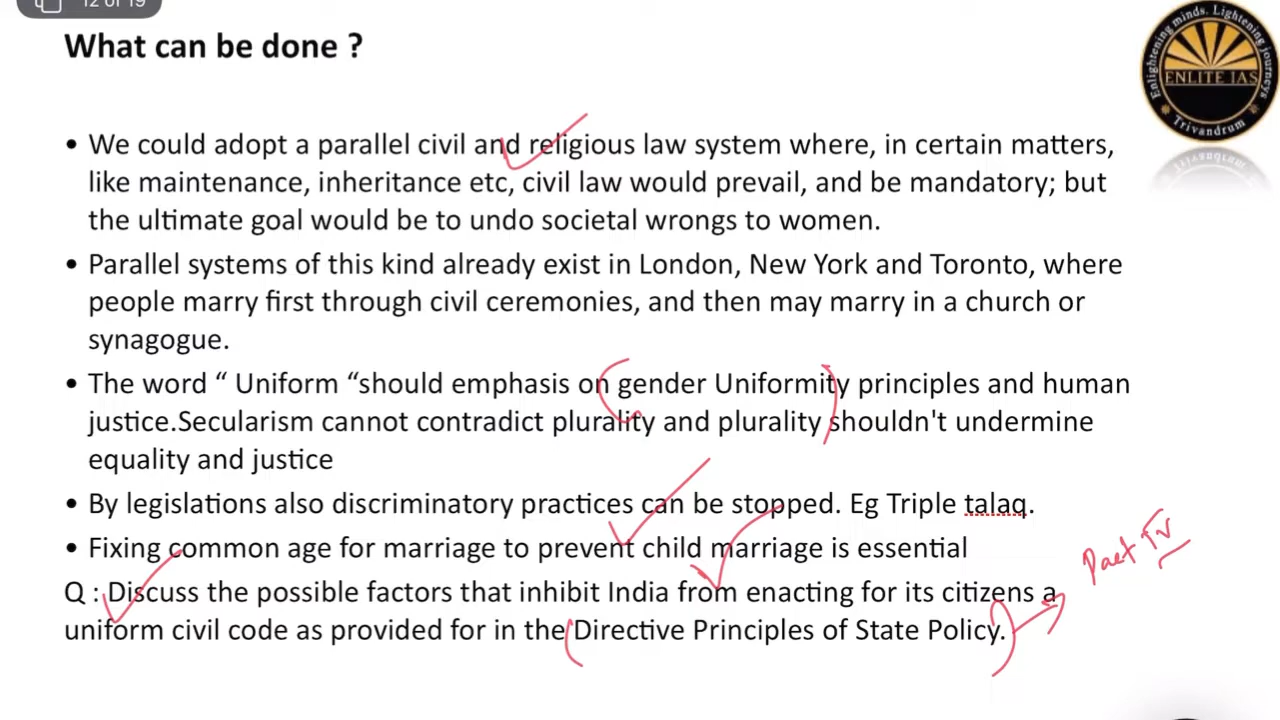 12 of 19
What can be done ?
Enlightening minds. Lightening journeys
ENLITE IAS
Trivandrum
• We could adopt a parallel civil and religious law system where, in certain matters,
like maintenance, inheritance etc, civil law would prevail, and be mandatory; but
the ultimate goal would be to undo societal wrongs to women.
• Parallel systems of this kind already exist in London, New York and Toronto, where
people marry first through civil ceremonies, and then may marry in a church or
synagogue.
• The word “ Uniform “should emphasis on gender Uniformity principles and human
justice.Secularism cannot contradict plurality and plurality shouldn't undermine
equality and justice
• By legislations also discriminatory practices can be stopped. Eg Triple talaq.
• Fixing common age for marriage to prevent child marriage is essential
Part IV
Q : Discuss the possible factors that inhibit India from enacting for its citizens a
uniform civil code as provided for in the Directive Principles of State Policy.